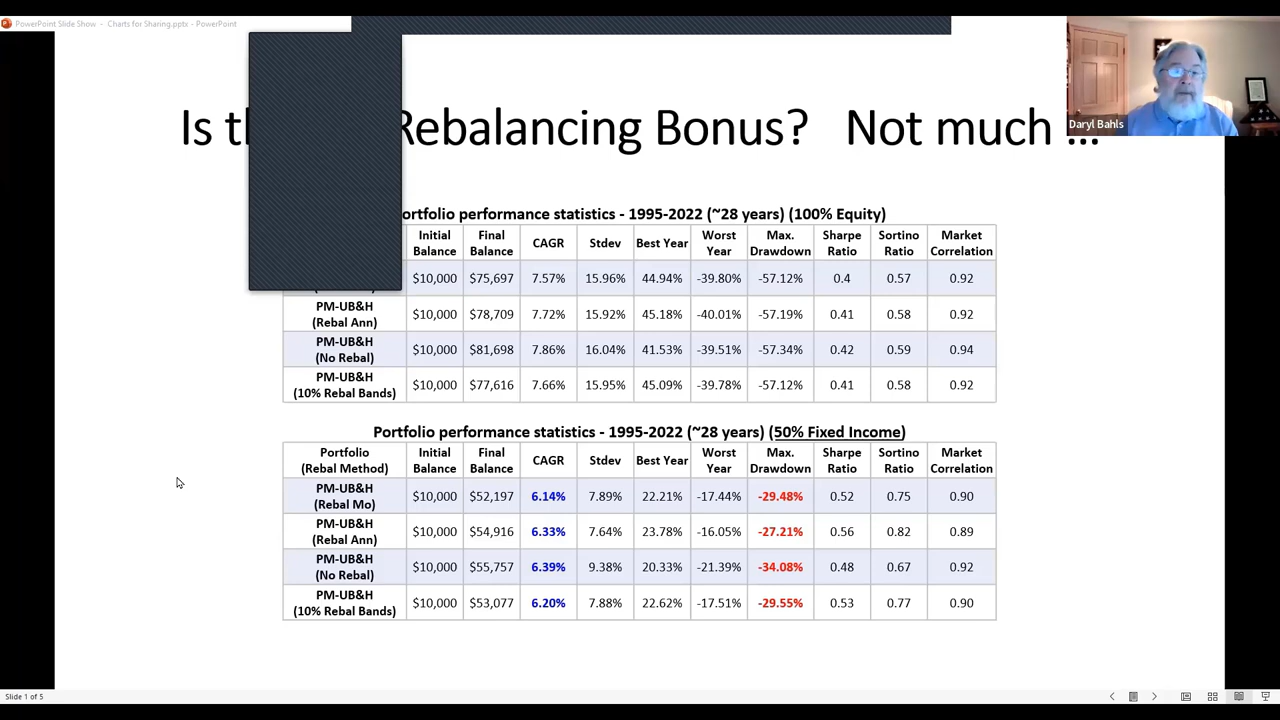 PowerPoint Slide Show - Charts for Sharing.pptx - PowerPoint
Daryl Bahls
Is Rebalancing Bonus? Not much ...
portfolio performance statistics - 1995-2022 (~28 years) (100% Equity)
Initial Balance Final Balance CAGR Stdev Best Year Worst Year Max. Drawdown Sharpe Ratio Sortino Ratio Market Correlation
$10,000 $75,697 7.57% 15.96% 44.94% -39.80% -57.12% 0.4 0.57 0.92
PM-UB&H (Rebal Ann) $10,000 $78,709 7.72% 15.92% 45.18% -40.01% -57.19% 0.41 0.58 0.92
PM-UB&H (No Rebal) $10,000 $81,698 7.86% 16.04% 41.53% -39.51% -57.34% 0.42 0.59 0.94
PM-UB&H (10% Rebal Bands) $10,000 $77,616 7.66% 15.95% 45.09% -39.78% -57.12% 0.41 0.58 0.92
Portfolio performance statistics - 1995-2022 (~28 years) (50% Fixed Income)
Portfolio (Rebal Method) Initial Balance Final Balance CAGR Stdev Best Year Worst Year Max. Drawdown Sharpe Ratio Sortino Ratio Market Correlation
PM-UB&H (Rebal Mo) $10,000 $52,197 6.14% 7.89% 22.21% -17.44% -29.48% 0.52 0.75 0.90
PM-UB&H (Rebal Ann) $10,000 $54,916 6.33% 7.64% 23.78% -16.05% -27.21% 0.56 0.82 0.89
PM-UB&H (No Rebal) $10,000 $55,757 6.39% 9.38% 20.33% -21.39% -34.08% 0.48 0.67 0.92
PM-UB&H (10% Rebal Bands) $10,000 $53,077 6.20% 7.88% 22.62% -17.51% -29.55% 0.53 0.77 0.90
Slide 1 of 5